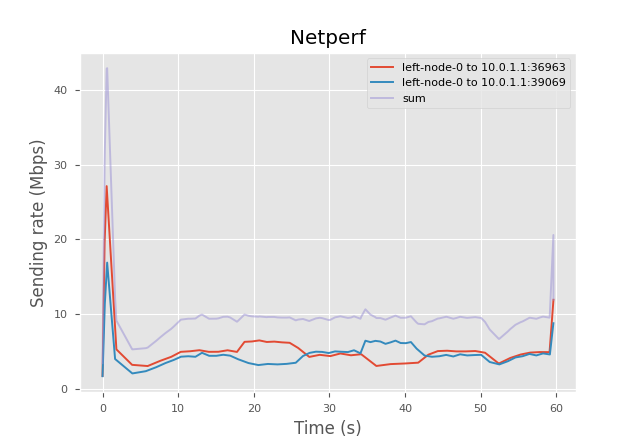 Netperf
left-node-0 to 10.0.1.1:36963
left-node-0 to 10.0.1.1:39069
sum
Sending rate (Mbps)
40
30
20
10
0
0 10 20 30 40 50 60
Time (s)